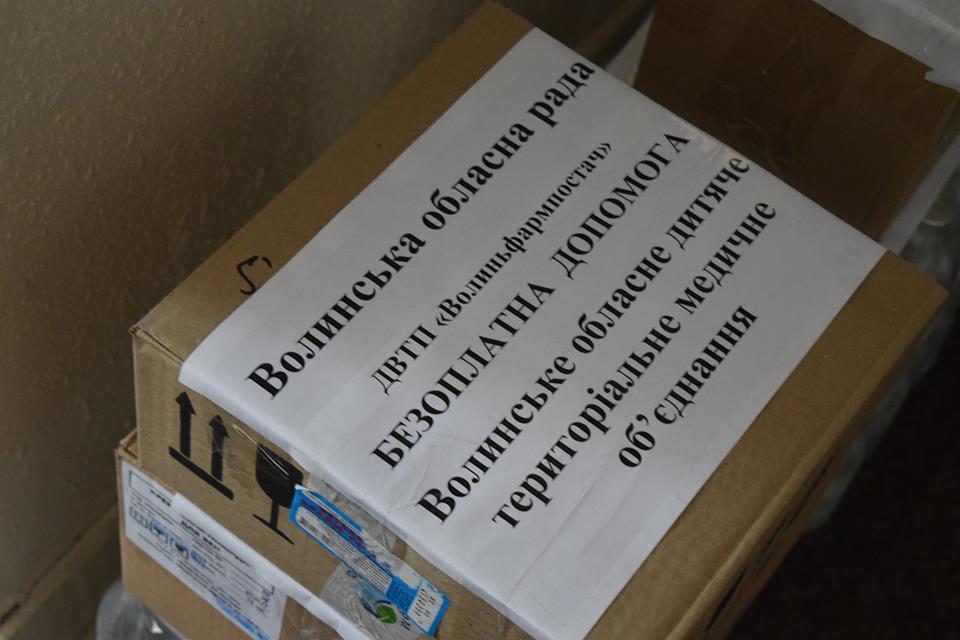 Волинська обласна рада
ДВТП «Волиньфармпостач»
БЕЗОПЛАТНА ДОПОМОГА
Волинське обласне дитяче
територіальне медичне
об’єднання